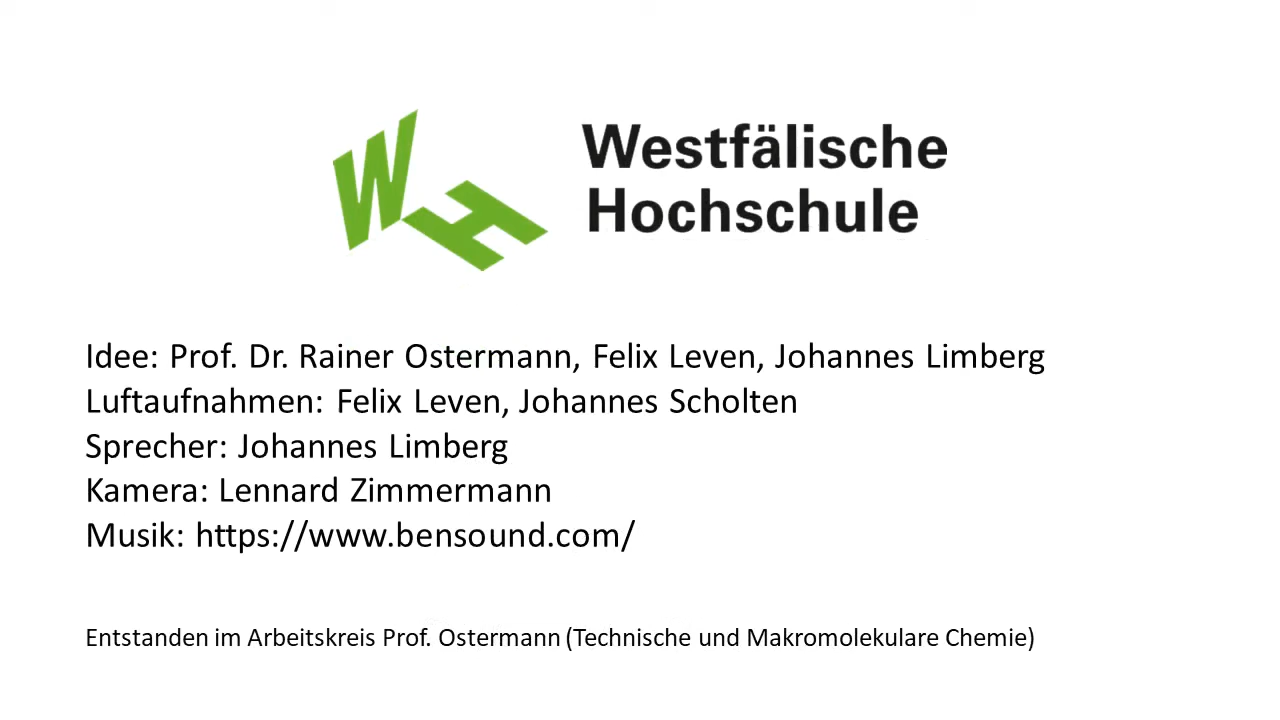 WH
Westfälische
Hochschule
Idee: Prof. Dr. Rainer Ostermann, Felix Leven, Johannes Limberg
Luftaufnahmen: Felix Leven, Johannes Scholten
Sprecher: Johannes Limberg
Kamera: Lennard Zimmermann
Musik: https://www.bensound.com/
Entstanden im Arbeitskreis Prof. Ostermann (Technische und Makromolekulare Chemie)